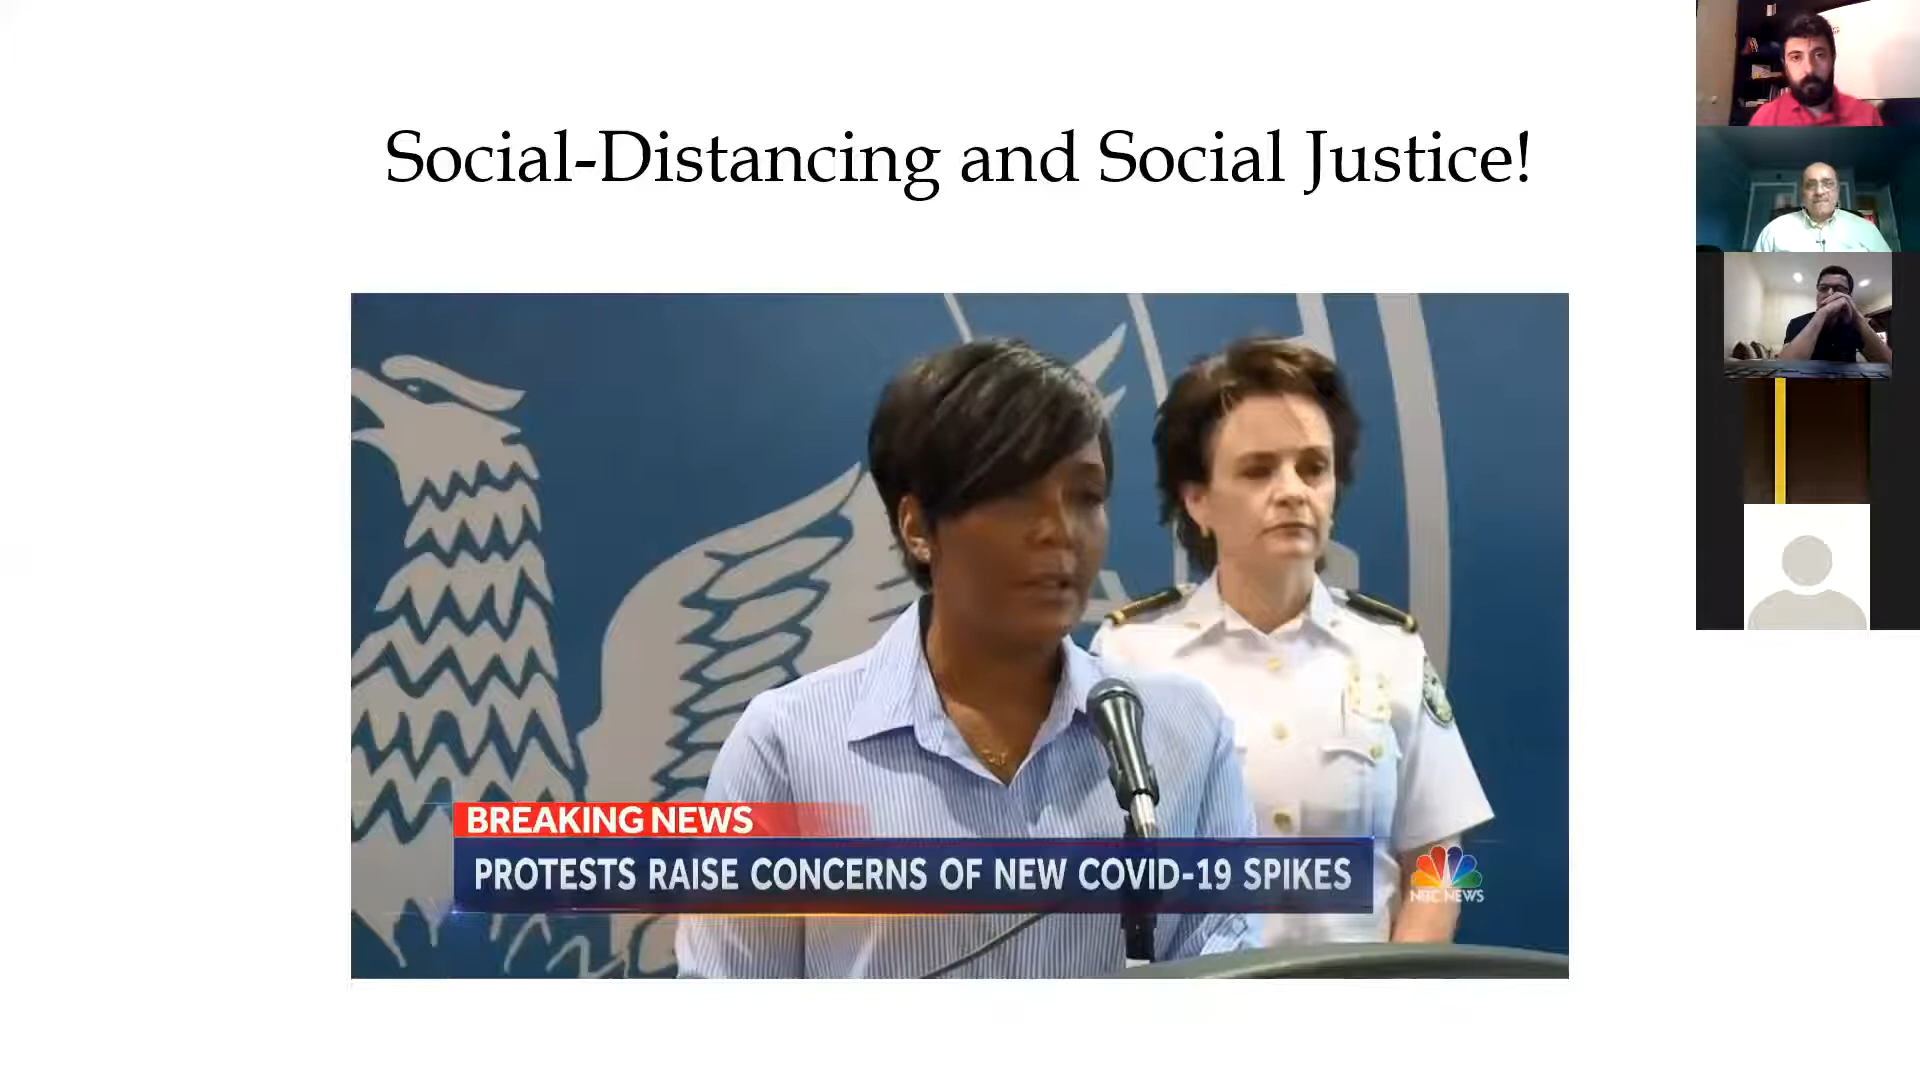 Social-Distancing and Social Justice!
BREAKING NEWS
PROTESTS RAISE CONCERNS OF NEW COVID-19 SPIKES
NBC NEWS